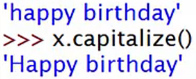 'happy birthday'
>>> x.capitalize()
'Happy birthday'